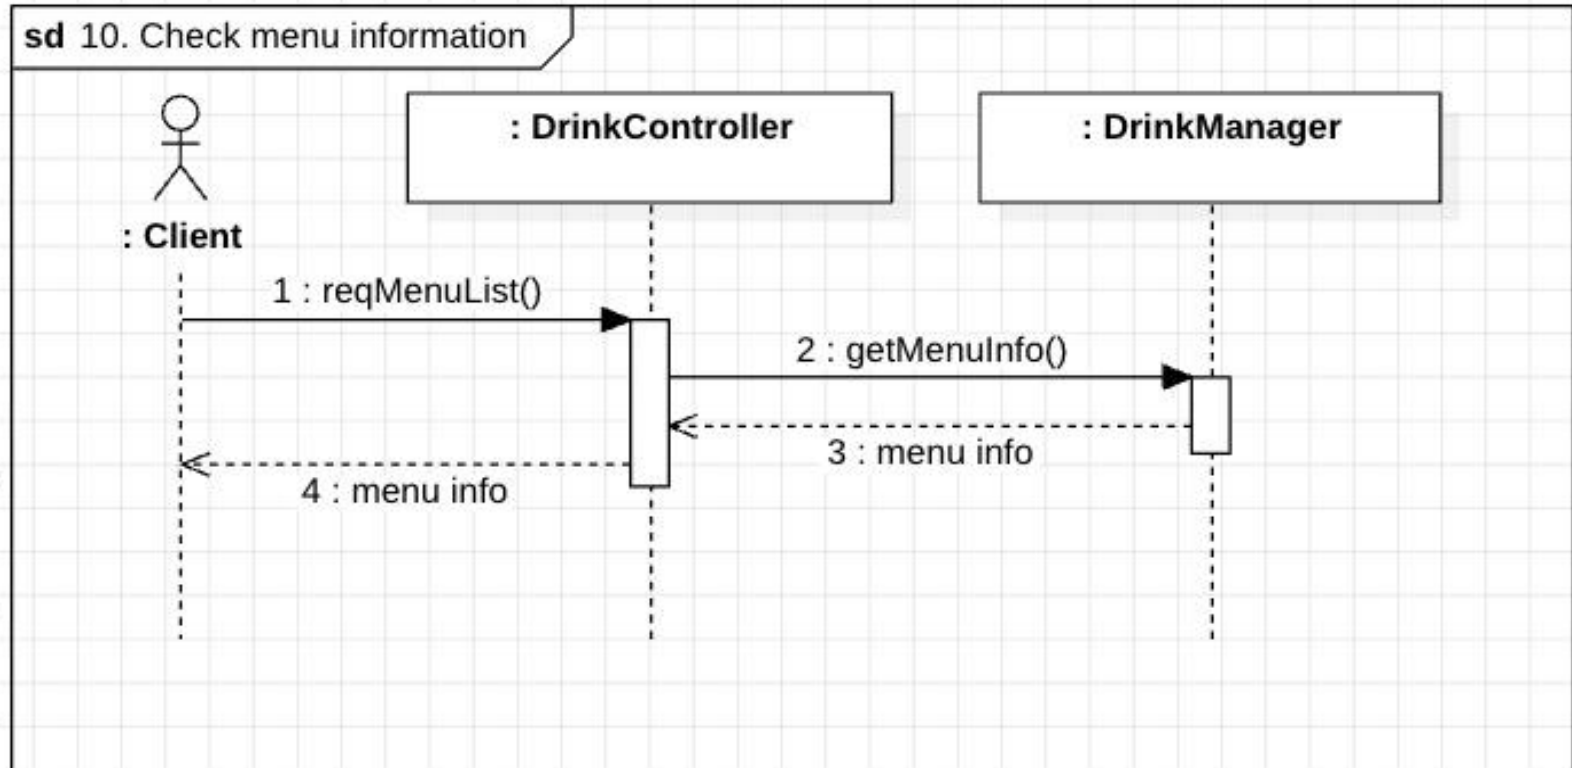 sd 10. Check menu information
: DrinkController
: DrinkManager
: Client
1 : reqMenuList()
2 : getMenuInfo()
3 : menu info
4 : menu info